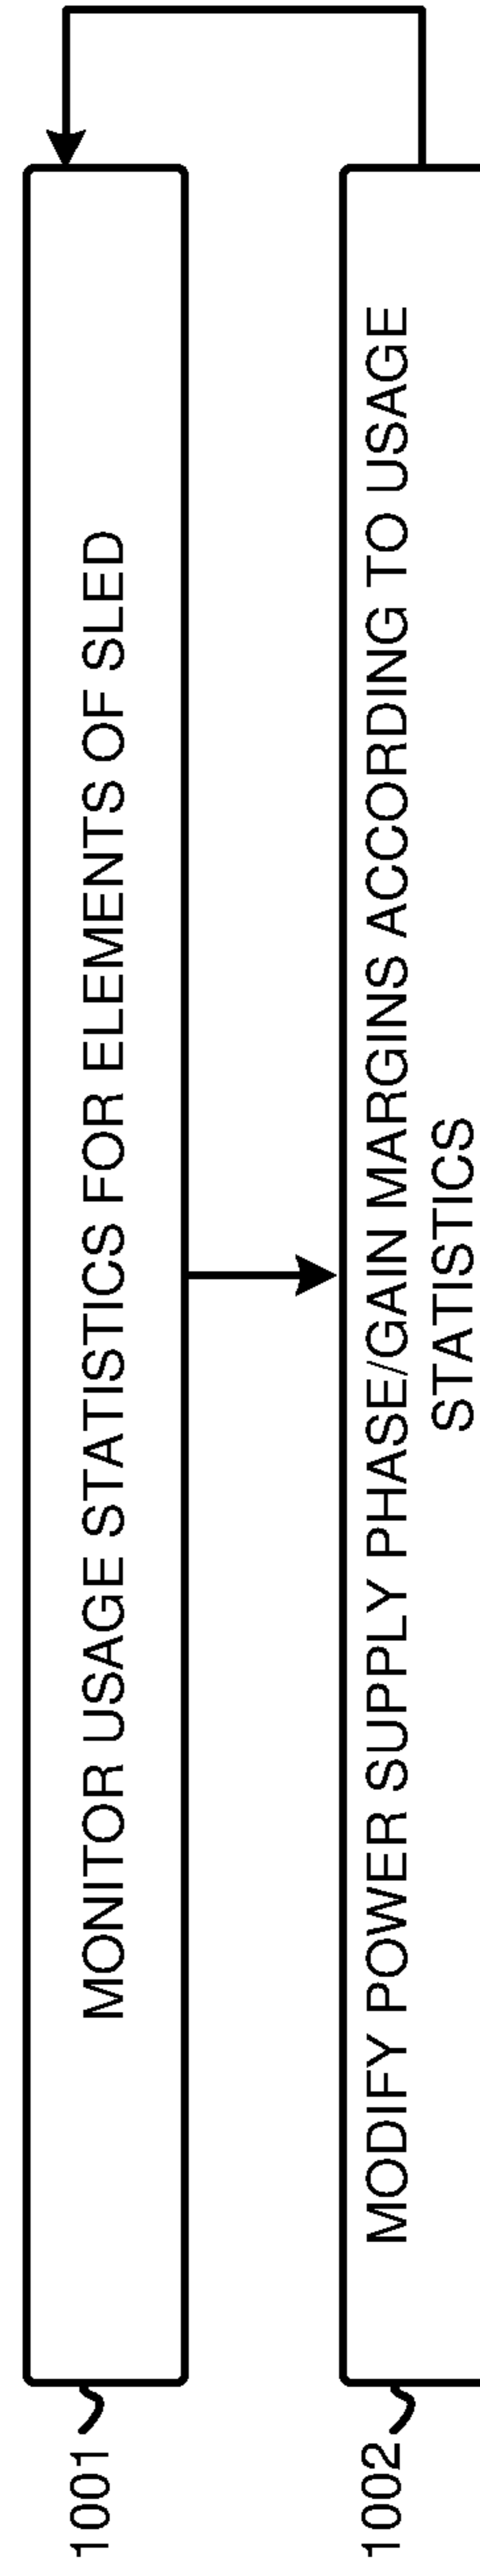 1001
MONITOR USAGE STATISTICS FOR ELEMENTS OF SLED
1002
MODIFY POWER SUPPLY PHASE/GAIN MARGINS ACCORDING TO USAGE
STATISTICS